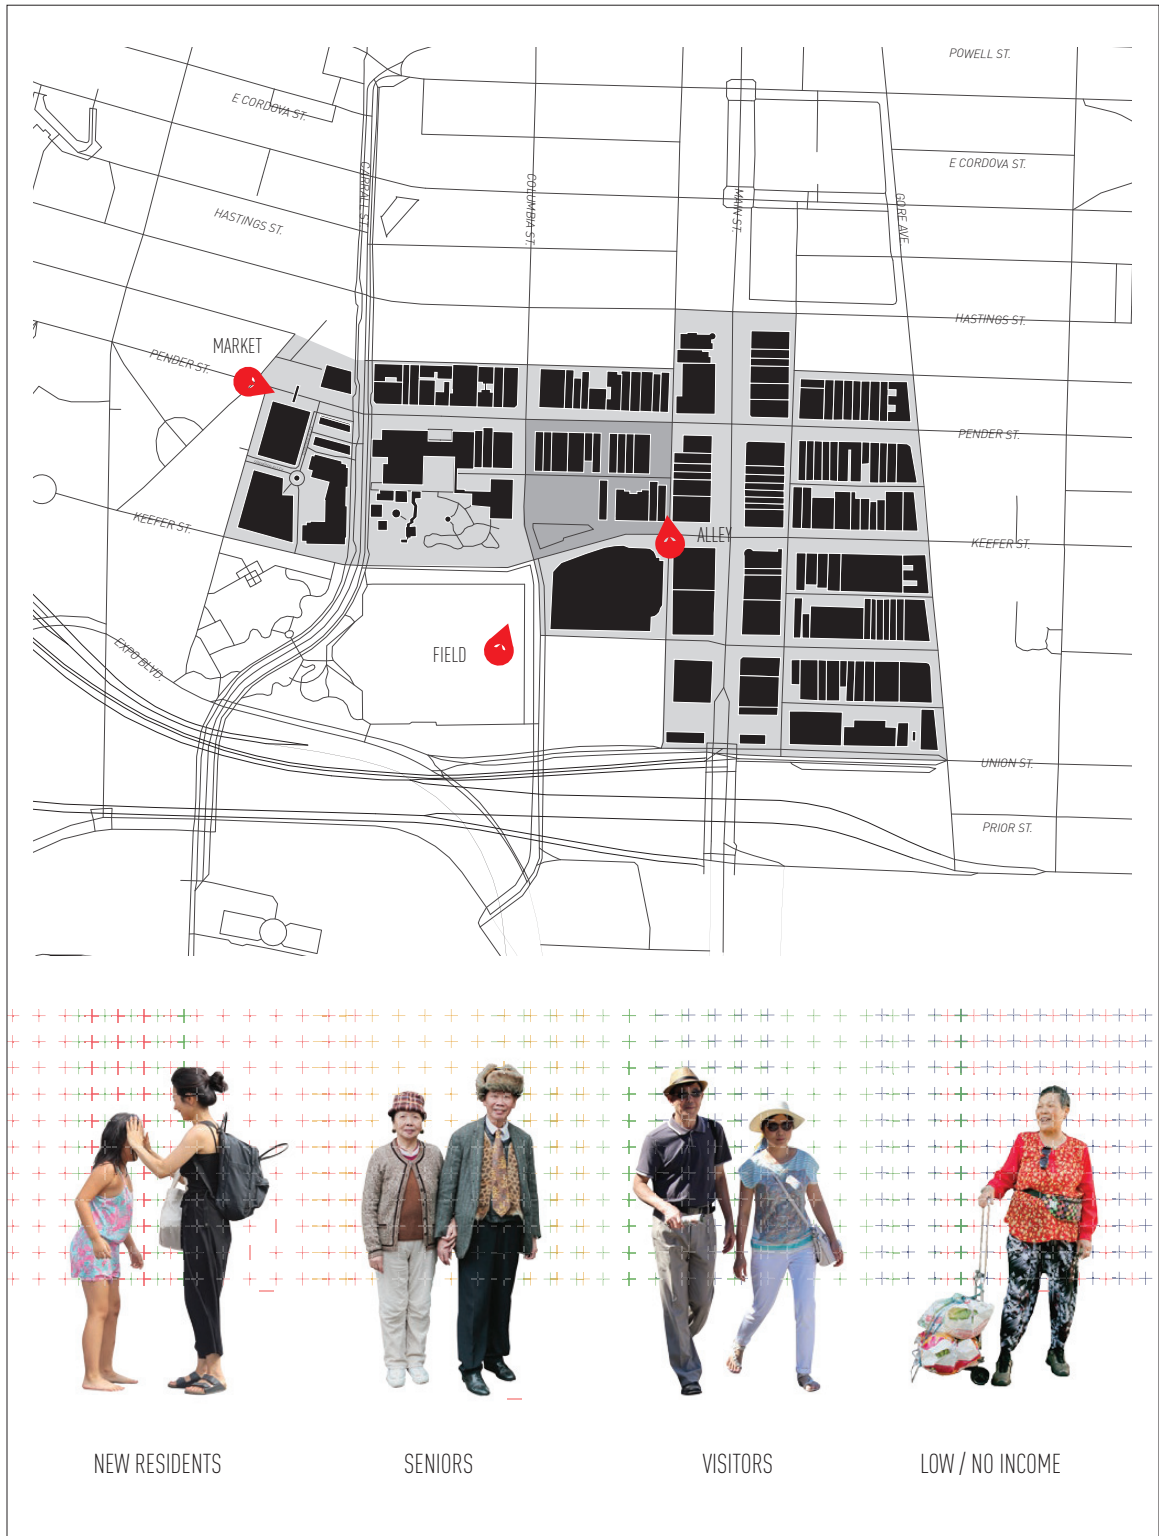 POWELL ST.
E CORDOVA ST.
E CORDOVA ST.
CARRALL ST.
COLUMBIA ST.
MAIN ST.
GORE AVE
HASTINGS ST.
HASTINGS ST.
MARKET
PENDER ST.
PENDER ST.
KEEFER ST.
ALLEY
KEEFER ST.
FIELD
EXPO BLVD.
UNION ST.
PRIOR ST.
NEW RESIDENTS
SENIORS
VISITORS
LOW / NO INCOME